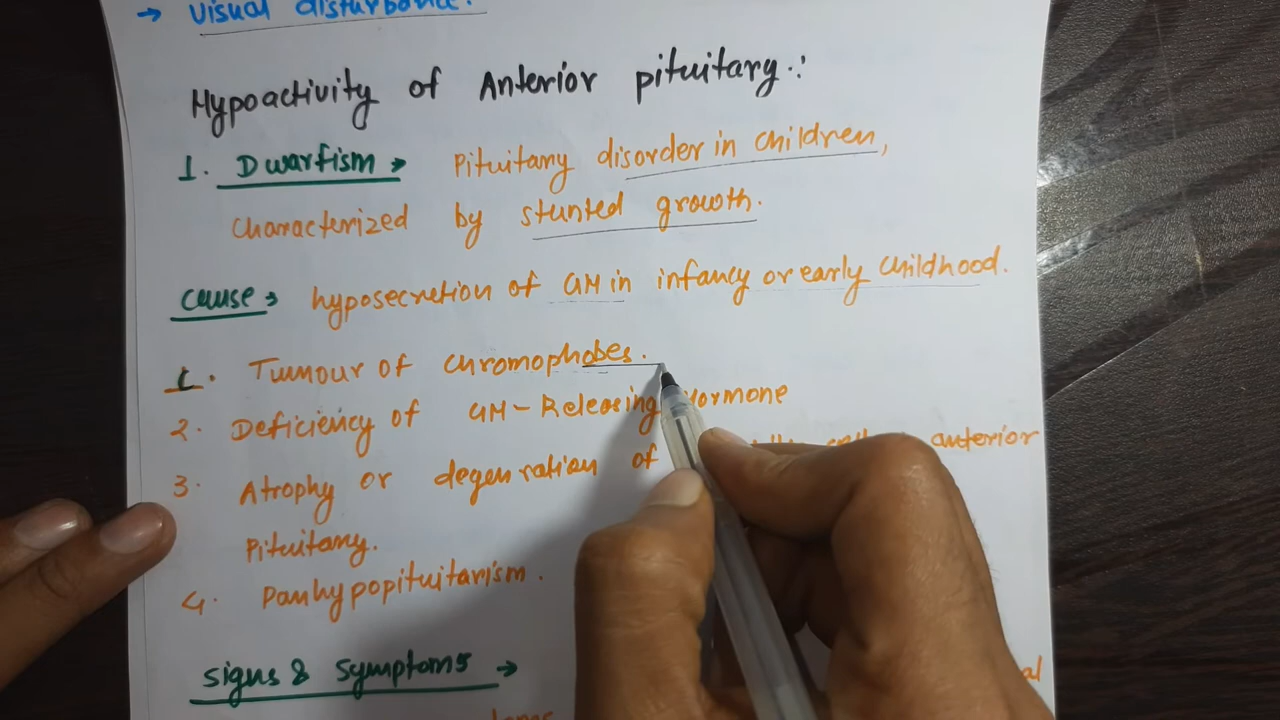 → Visual disturbance.
Hypoactivity of Anterior pituitary:
1. Dwarfism → Pituitary disorder in children,
Characterized by stunted growth.
Cause → hyposecretion of GH in infancy or early childhood.
1. Tumour of Chromophobes.
2. Deficiency of GH-Releasing Hormone
3. Atrophy or degenration of anterior
Pituitary.
4. Panhypopituitarism.
Signs & Symptoms →